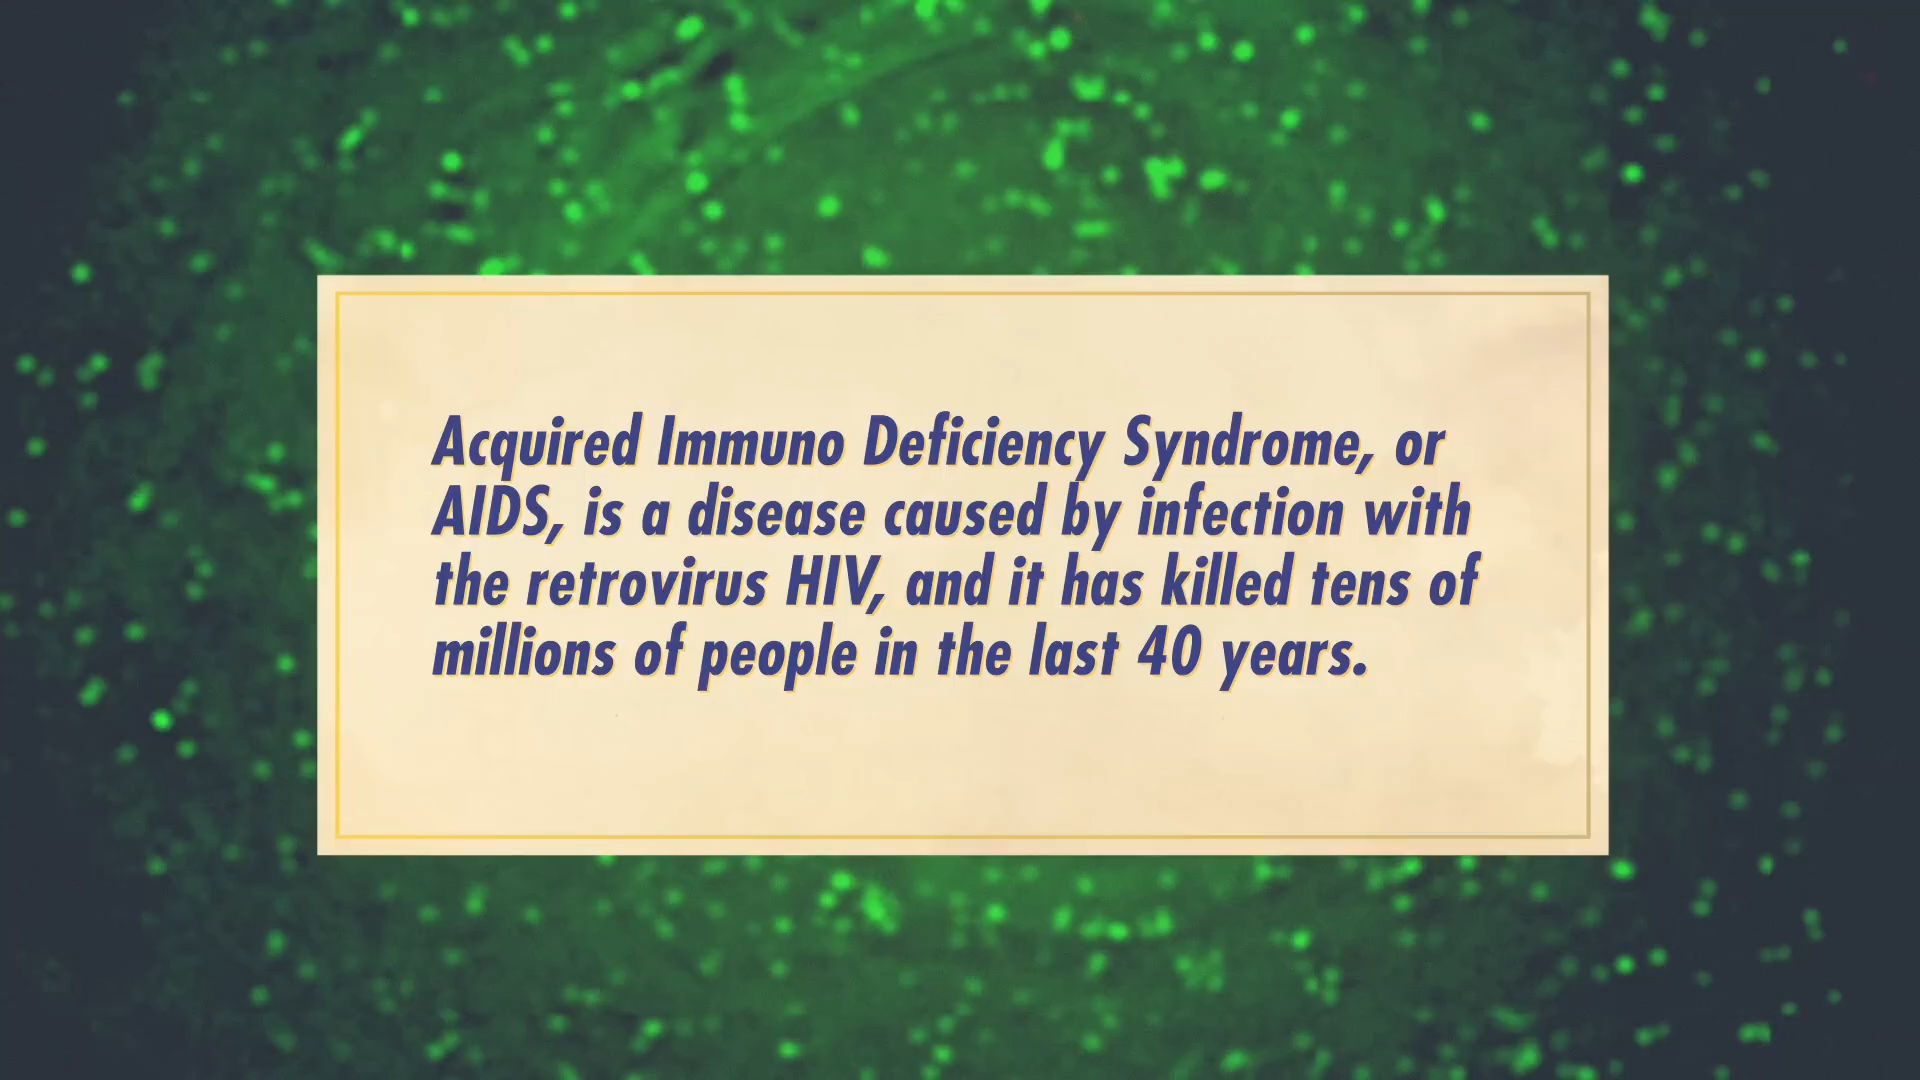 Acquired Immuno Deficiency Syndrome, or
AIDS, is a disease caused by infection with
the retrovirus HIV, and it has killed tens of
millions of people in the last 40 years.